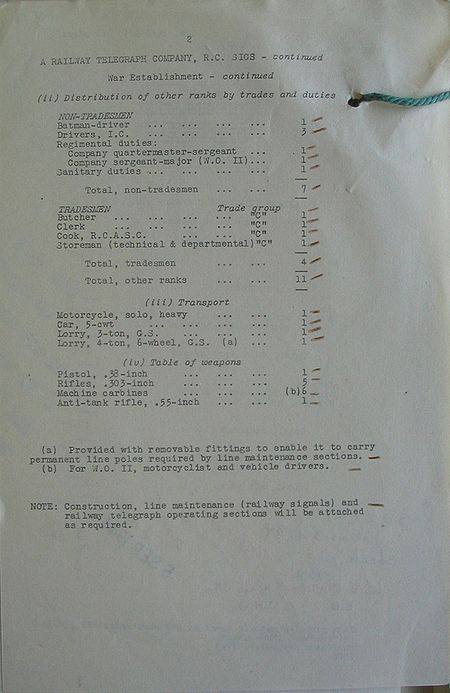 2
A RAILWAY TELEGRAPH COMPANY, R.C. SIGS - continued
War Establishment - continued
(ii) Distribution of other ranks by trades and duties
NON-TRADESMEN
Batman-driver ... ... ... ... 1
Drivers, I.C. ... ... ... ... 3
Regimental duties:
Company quartermaster-sergeant ... 1
Company sergeant-major (W.O. II)... 1
Sanitary duties ... ... ... ... 1
Total, non-tradesmen ... ... 7
TRADESMEN Trade group
Butcher ... ... ... ... "C" 1
Clerk ... ... ... ... "C" 1
Cook, R.C.A.S.C. ... ... ... "C" 1
Storeman (technical & departmental)"C" 1
Total, tradesmen ... ... 4
Total, other ranks ... ... 11
(iii) Transport
Motorcycle, solo, heavy ... ... 1
Car, 5-cwt ... ... ... ... 1
Lorry, 3-ton, G.S. ... ... ... 1
Lorry, 4-ton, 6-wheel, G.S. (a) ... 1
(iv) Table of weapons
Pistol, .38-inch ... ... ... 1
Rifles, .303-inch ... ... ... 5
Machine carbines ... ... ... (b)6
Anti-tank rifle, .55-inch ... ... 1
(a) Provided with removable fittings to enable it to carry
permanent line poles required by line maintenance sections.
(b) For W.O. II, motorcyclist and vehicle drivers.
NOTE: Construction, line maintenance (railway signals) and
railway telegraph operating sections will be attached
as required.